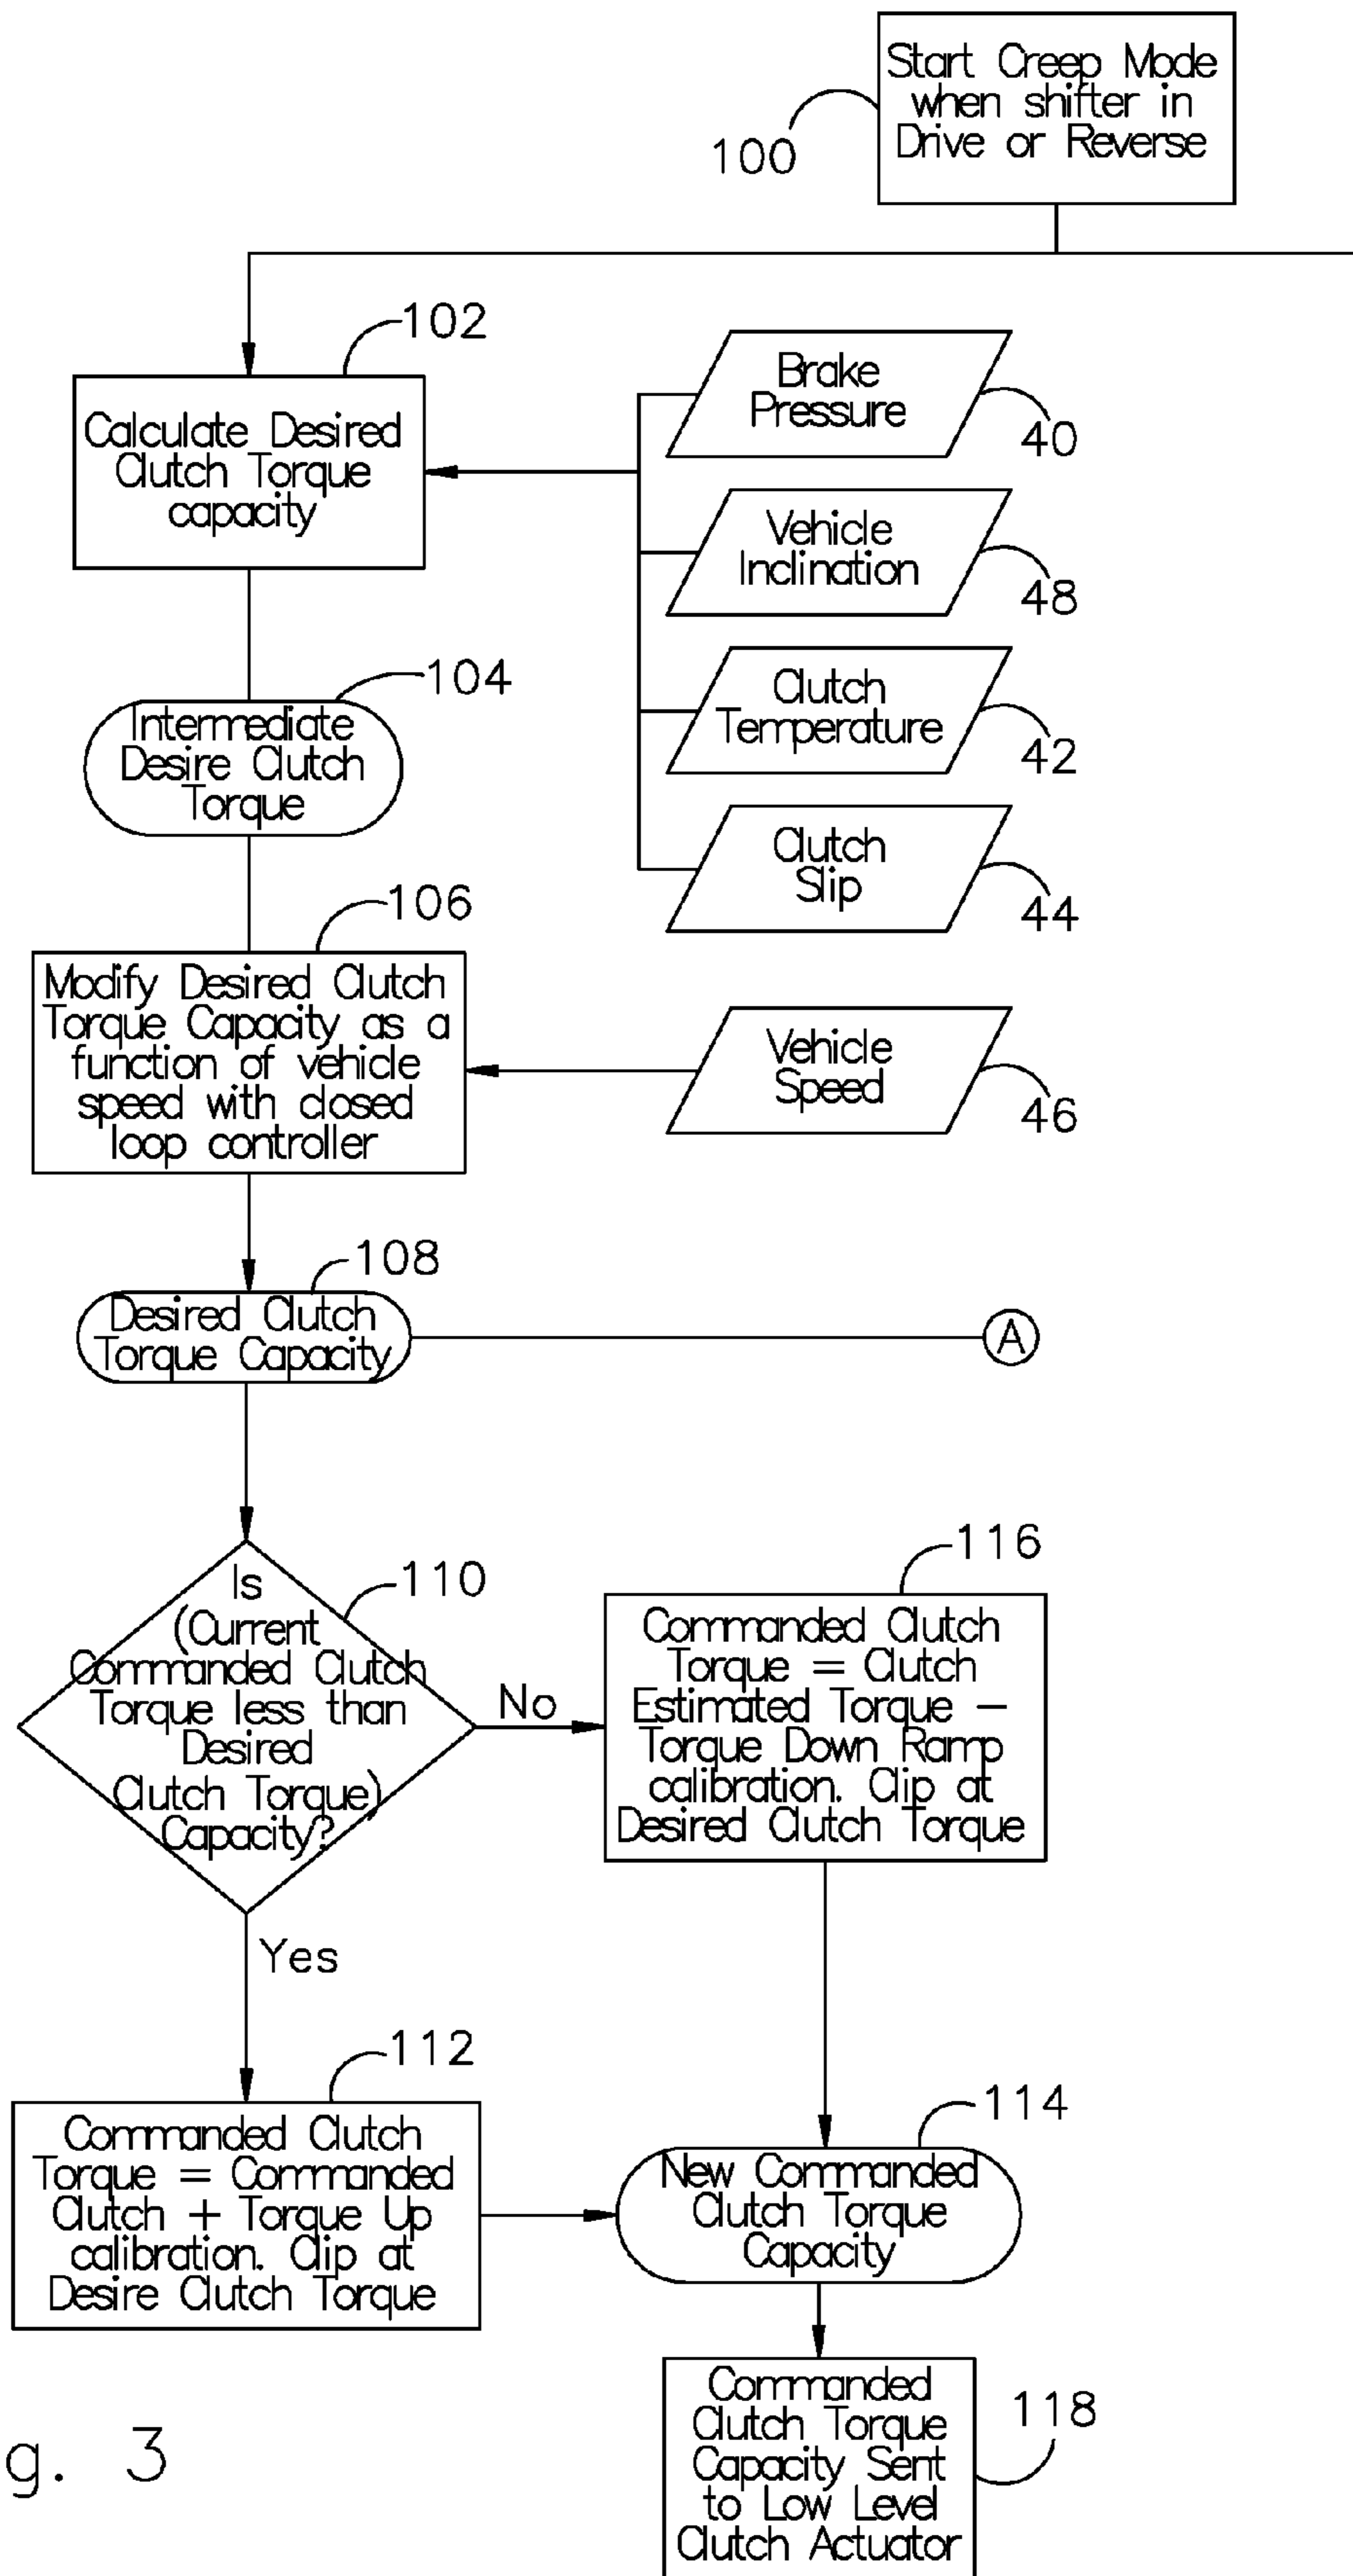 Start Creep Mode
when shifter in
Drive or Reverse
100
102
Calculate Desired
Clutch Torque
capacity
Brake
Pressure
40
Vehicle
Inclination
48
Clutch
Temperature
42
Clutch
Slip
44
104
Intermediate
Desire Clutch
Torque
106
Modify Desired Clutch
Torque Capacity as a
function of vehicle
speed with closed
loop controller
Vehicle
Speed
46
108
Desired Clutch
Torque Capacity
A
110
Is
(Current
Commanded Clutch
Torque less than
Desired
Clutch Torque)
Capacity?
No
116
Commanded Clutch
Torque = Clutch
Estimated Torque –
Torque Down Ramp
calibration. Clip at
Desired Clutch Torque
Yes
112
Commanded Clutch
Torque = Commanded
Clutch + Torque Up
calibration. Clip at
Desire Clutch Torque
114
New Commanded
Clutch Torque
Capacity
118
Commanded
Clutch Torque
Capacity Sent
to Low Level
Clutch Actuator
g. 3